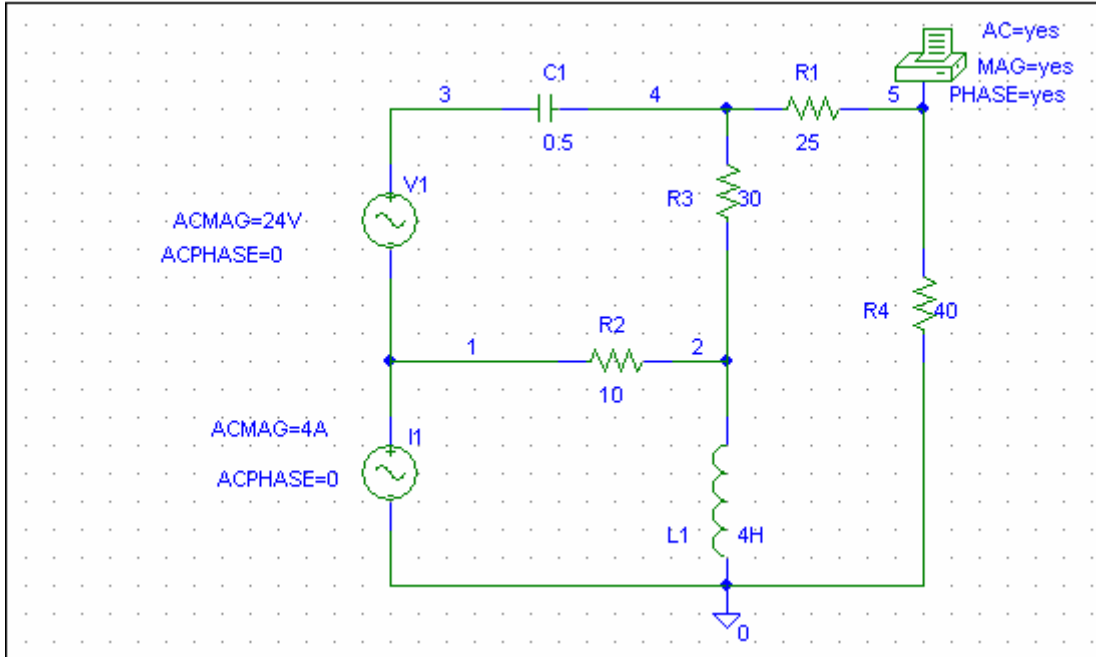 AC=yes
MAG=yes
PHASE=yes
C1
R1
3
4
5
0.5
25
V1
R3
30
ACMAG=24V
ACPHASE=0
R2
R4
40
1
2
10
ACMAG=4A
I1
ACPHASE=0
L1
4H
0